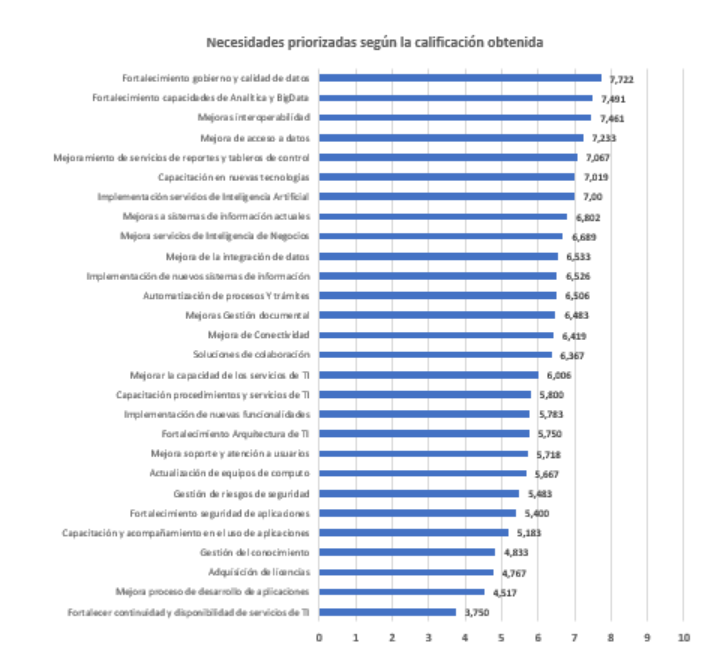 Necesidades priorizadas según la calificación obtenida
Fortalecimiento gobierno y calidad de datos 7,722
Fortalecimiento capacidades de Analítica y BigData 7,491
Mejoras interoperabilidad 7,461
Mejora de acceso a datos 7,233
Mejoramiento de servicios de reportes y tableros de control 7,067
Capacitación en nuevas tecnologías 7,019
Implementación servicios de Inteligencia Artificial 7,00
Mejoras a sistemas de información actuales 6,802
Mejora servicios de Inteligencia de Negocios 6,689
Mejora de la integración de datos 6,533
Implementación de nuevos sistemas de información 6,526
Automatización de procesos Y trámites 6,506
Mejoras Gestión documental 6,483
Mejora de Conectividad 6,419
Soluciones de colaboración 6,367
Mejorar la capacidad de los servicios de TI 6,006
Capacitación procedimientos y servicios de TI 5,800
Implementación de nuevas funcionalidades 5,783
Fortalecimiento Arquitectura de TI 5,750
Mejora soporte y atención a usuarios 5,718
Actualización de equipos de computo 5,667
Gestión de riesgos de seguridad 5,483
Fortalecimiento seguridad de aplicaciones 5,400
Capacitación y acompañamiento en el uso de aplicaciones 5,183
Gestión del conocimiento 4,833
Adquisición de licencias 4,767
Mejora proceso de desarrollo de aplicaciones 4,517
Fortalecer continuidad y disponibilidad de servicios de TI 3,750
0 1 2 3 4 5 6 7 8 9 10